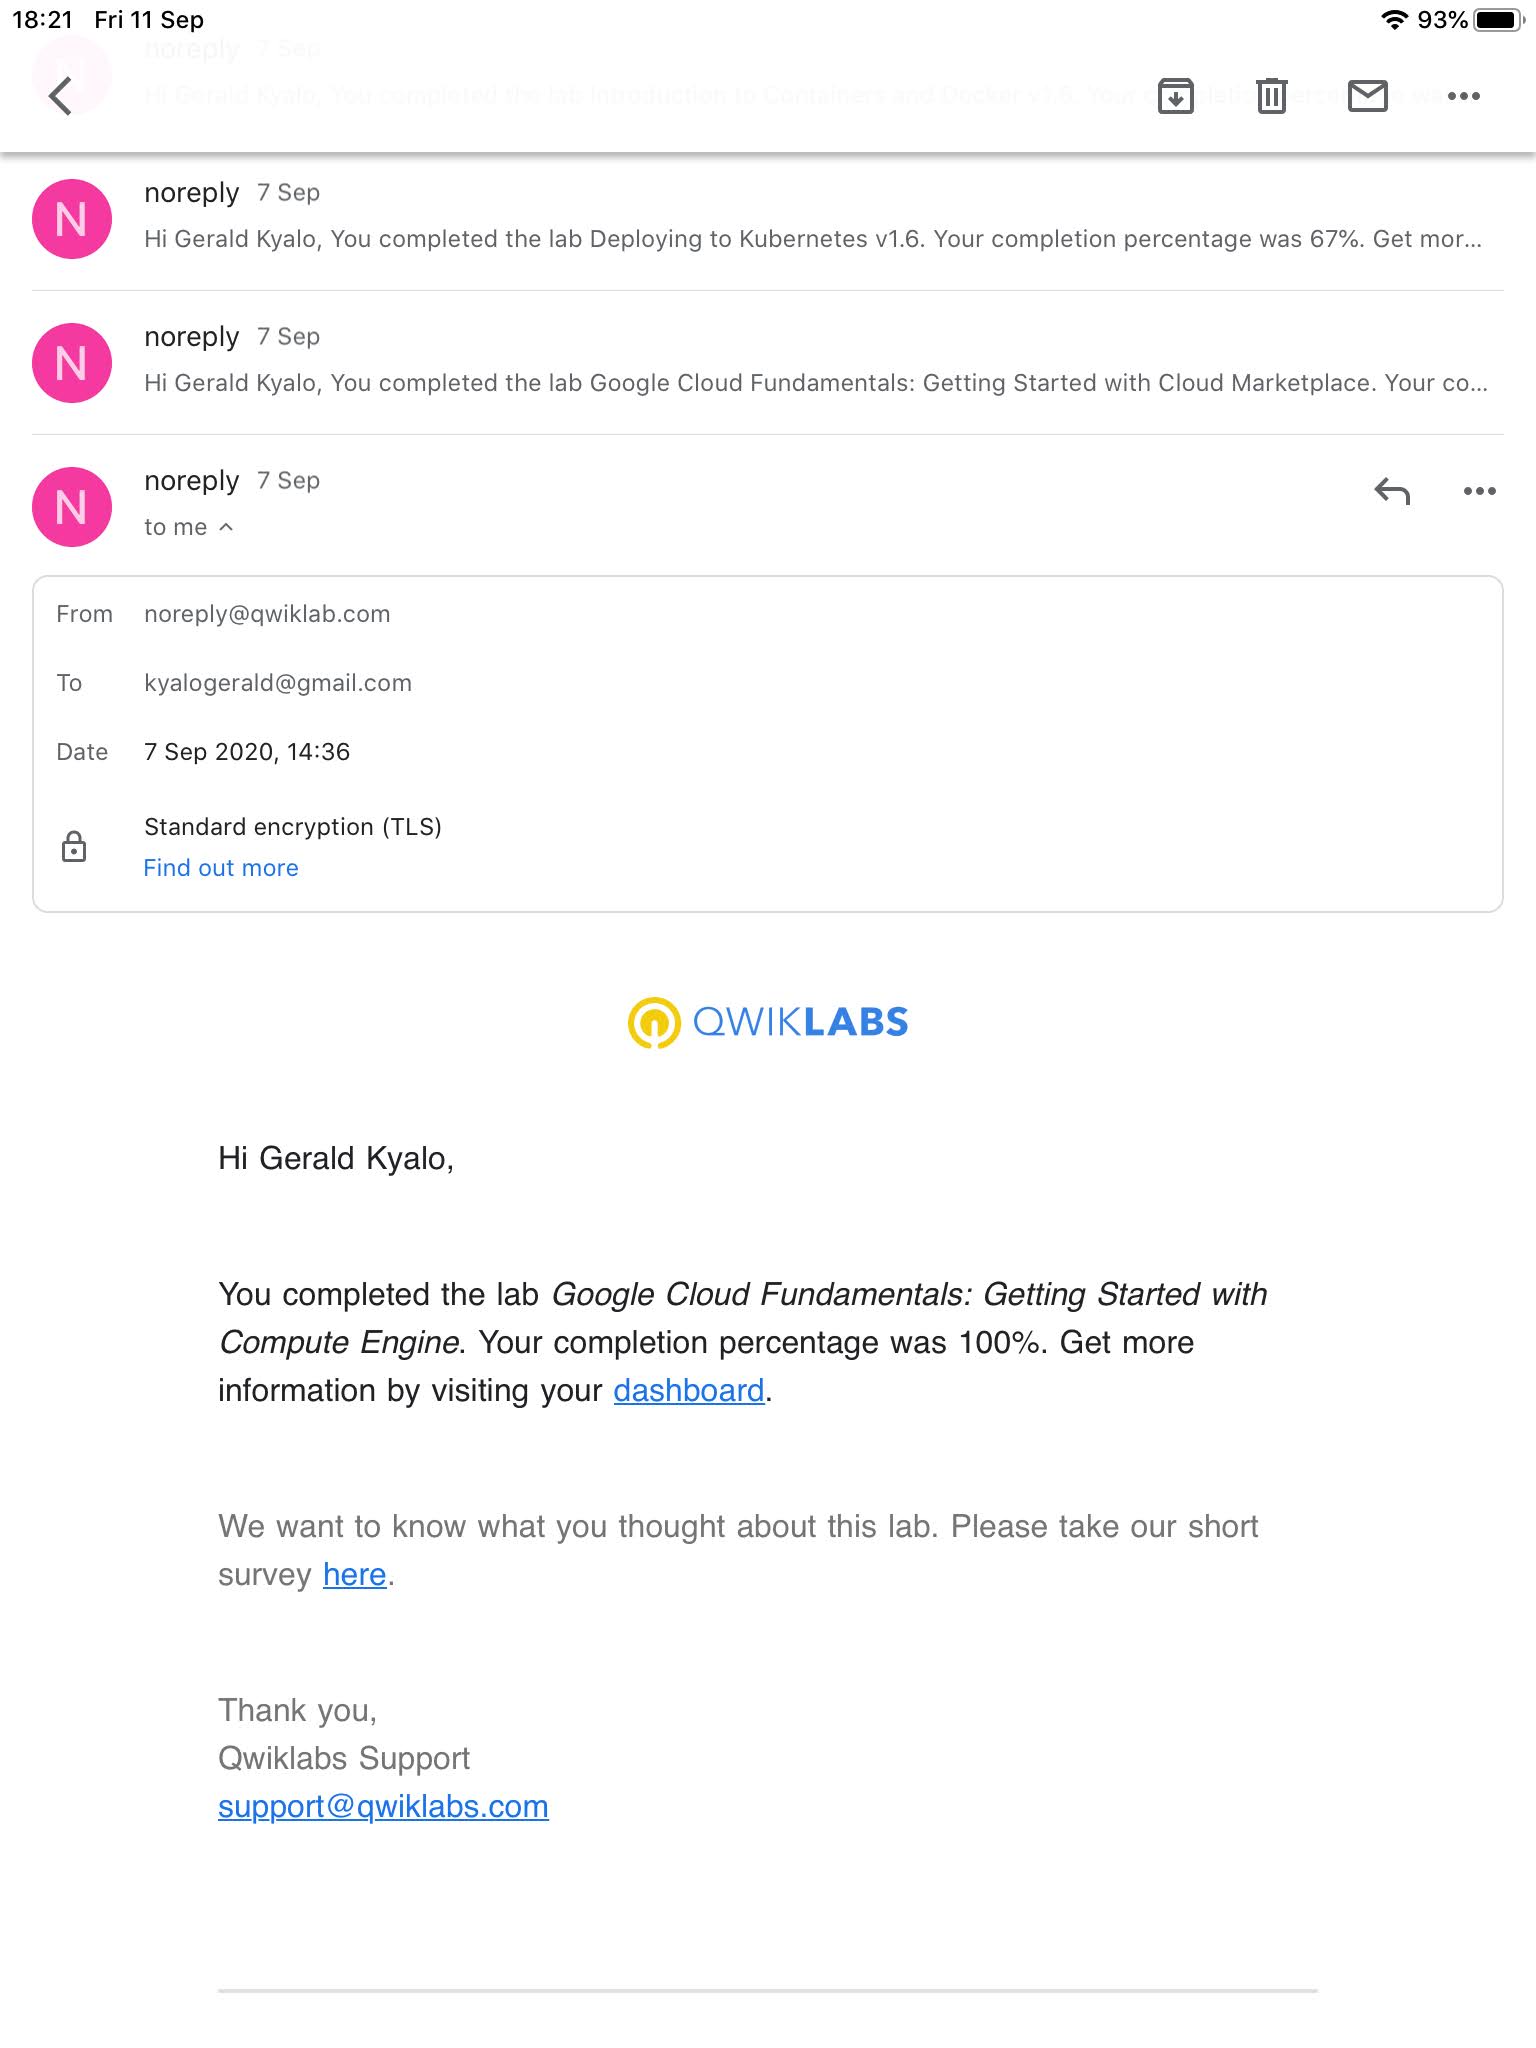 18:21 Fri 11 Sep 93%
noreply 7 Sep
Hi Gerald Kyalo, You completed the lab Introduction to Containers and Docker v1.6. Your completion percentage wa
noreply 7 Sep
Hi Gerald Kyalo, You completed the lab Deploying to Kubernetes v1.6. Your completion percentage was 67%. Get mor...
noreply 7 Sep
Hi Gerald Kyalo, You completed the lab Google Cloud Fundamentals: Getting Started with Cloud Marketplace. Your co...
N noreply 7 Sep
to me
From noreply@qwiklab.com
To kyalogerald@gmail.com
Date 7 Sep 2020, 14:36
Standard encryption (TLS)
Find out more
QWIKLABS
Hi Gerald Kyalo,
You completed the lab Google Cloud Fundamentals: Getting Started with
Compute Engine. Your completion percentage was 100%. Get more
information by visiting your dashboard.
We want to know what you thought about this lab. Please take our short
survey here.
Thank you,
Qwiklabs Support
support@qwiklabs.com